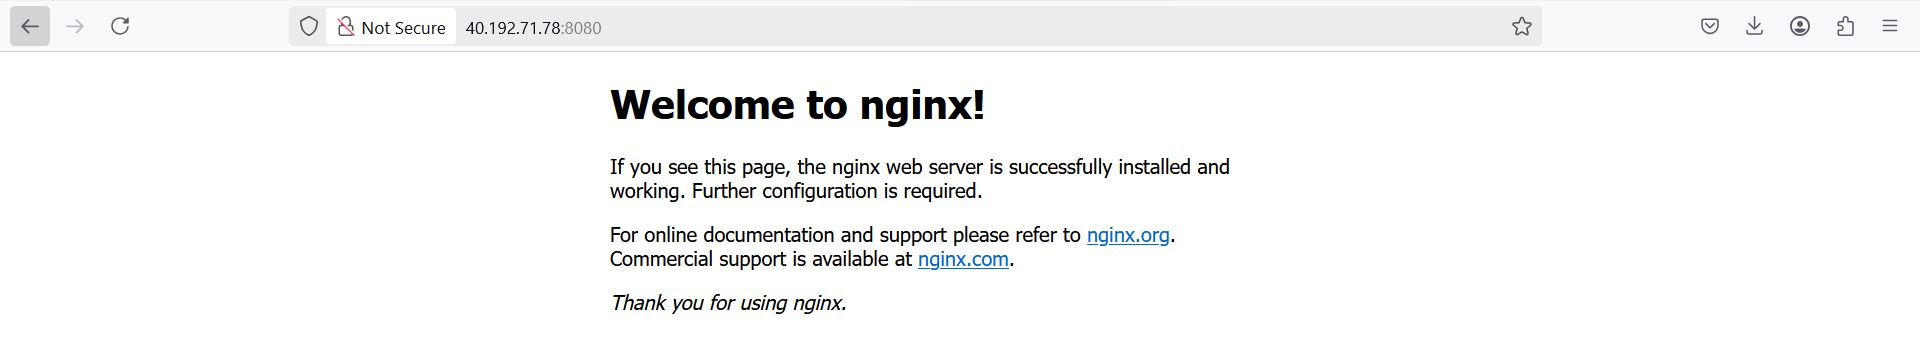 Not Secure 40.192.71.78:8080
Welcome to nginx!
If you see this page, the nginx web server is successfully installed and
working. Further configuration is required.
For online documentation and support please refer to nginx.org.
Commercial support is available at nginx.com.
Thank you for using nginx.